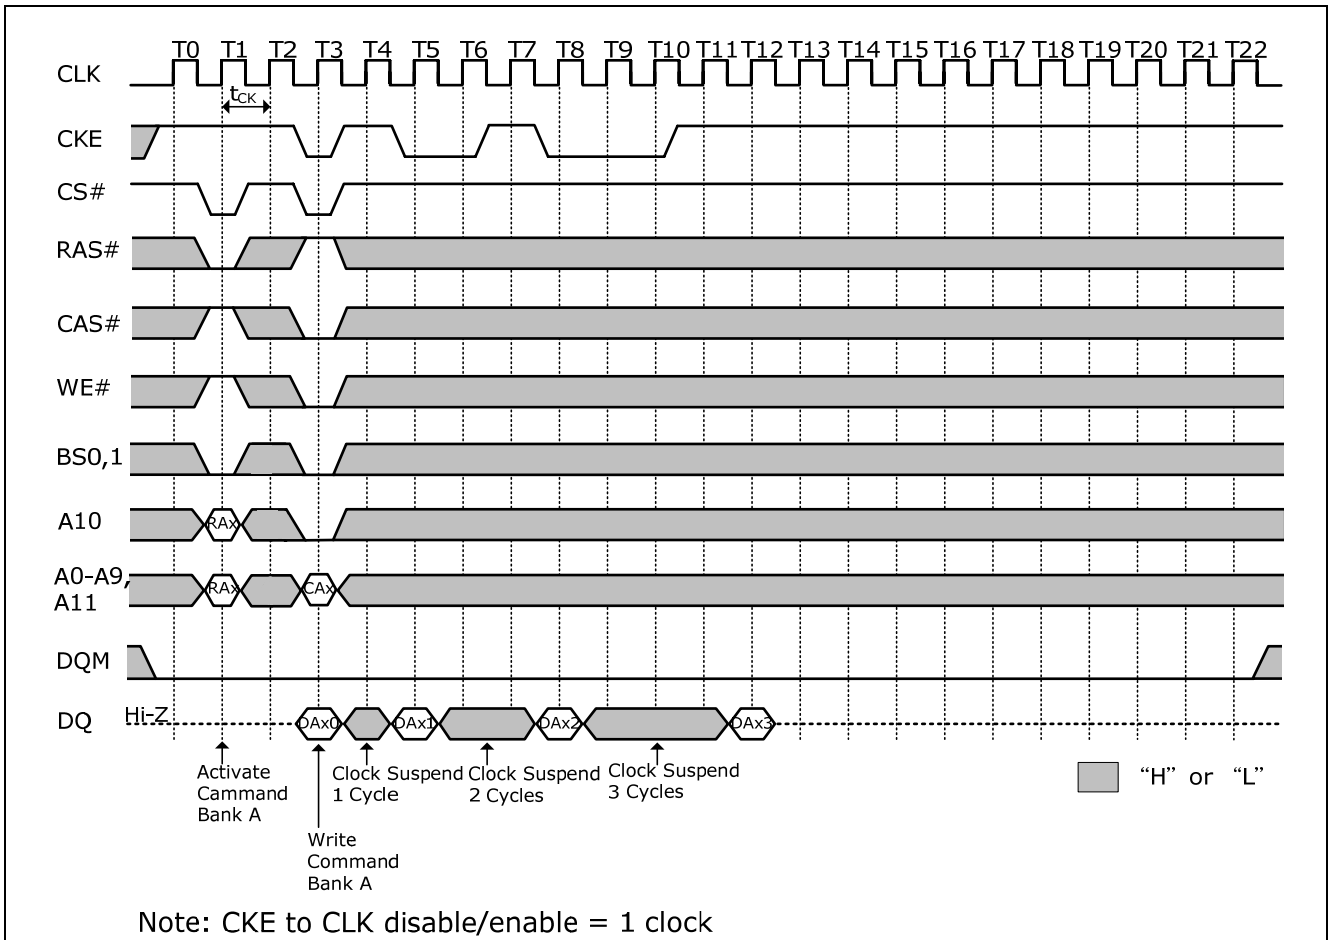 T0 T1 T2 T3 T4 T5 T6 T7 T8 T9 T10 T11 T12 T13 T14 T15 T16 T17 T18 T19 T20 T21 T22
CLK
tCK
CKE
CS#
RAS#
CAS#
WE#
BS0,1
A10
RAx
A0-A9,
A11
RAx CAx
DQM
DQ
Hi-Z
DAx0 DAx1 DAx2 DAx3
Activate
Cammand
Bank A
Clock Suspend
1 Cycle
Clock Suspend
2 Cycles
Clock Suspend
3 Cycles
“H” or “L”
Write
Command
Bank A
Note: CKE to CLK disable/enable = 1 clock